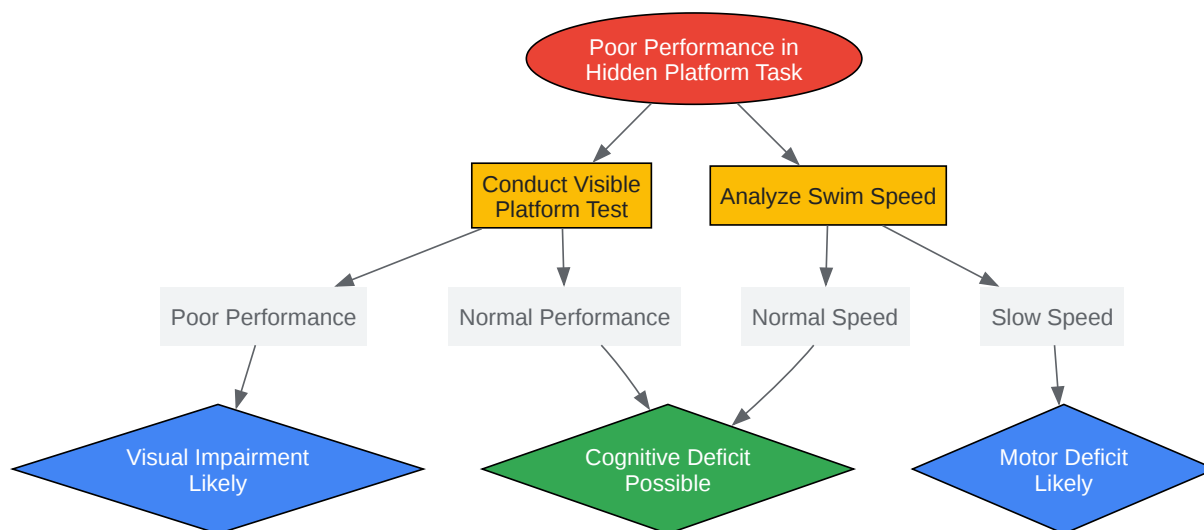 Poor Performance in
Hidden Platform Task
Conduct Visible
Platform Test
Analyze Swim Speed
Poor Performance
Normal Performance
Normal Speed
Slow Speed
Visual Impairment
Likely
Cognitive Deficit
Possible
Motor Deficit
Likely